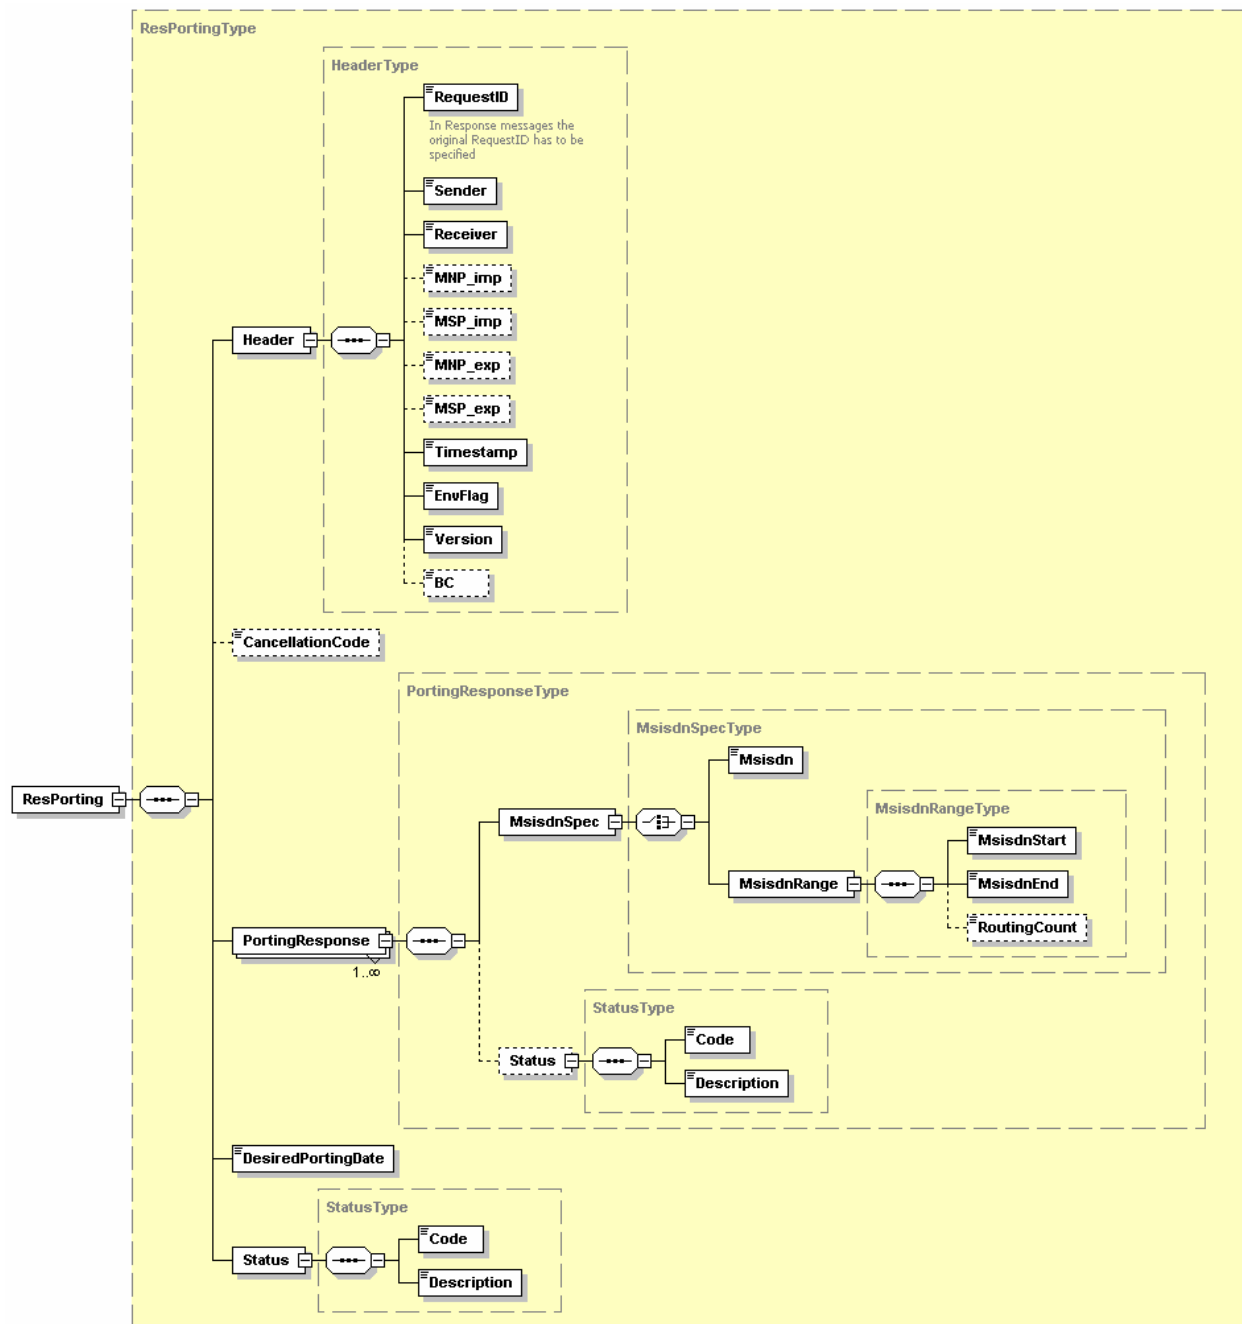 ResPortingType
HeaderType
RequestID
In Response messages the
original RequestID has to be
specified
Sender
Receiver
MNP_imp
MSP_imp
Header
MNP_exp
MSP_exp
Timestamp
EnvFlag
Version
BC
CancellationCode
PortingResponseType
MsisdnSpecType
Msisdn
ResPorting
MsisdnSpec
MsisdnRangeType
MsisdnStart
MsisdnRange
MsisdnEnd
RoutingCount
PortingResponse
1..∞
StatusType
Code
Status
Description
DesiredPortingDate
StatusType
Code
Status
Description